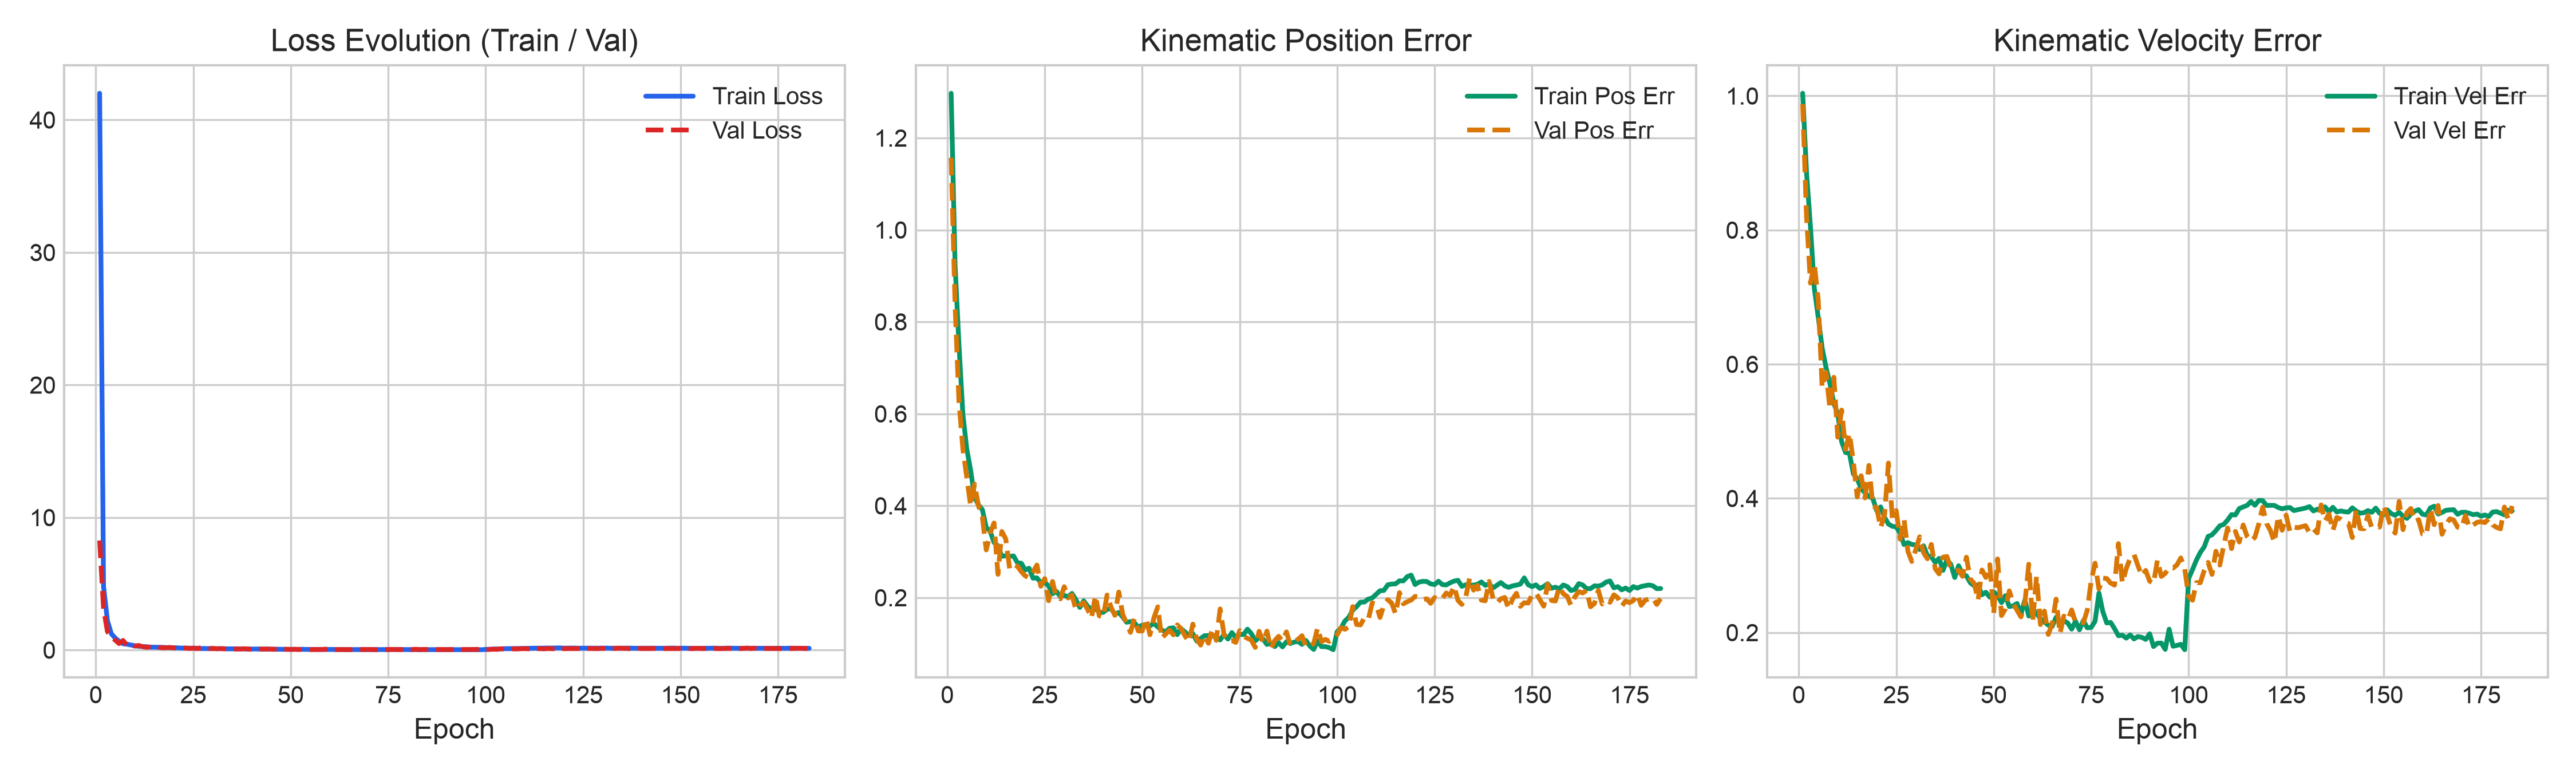 Loss Evolution (Train / Val)
Train Loss
Val Loss
40
30
20
10
0
0 25 50 75 100 125 150 175
Epoch
Kinematic Position Error
Train Pos Err
Val Pos Err
1.2
1.0
0.8
0.6
0.4
0.2
0 25 50 75 100 125 150 175
Epoch
Kinematic Velocity Error
Train Vel Err
Val Vel Err
1.0
0.8
0.6
0.4
0.2
0 25 50 75 100 125 150 175
Epoch